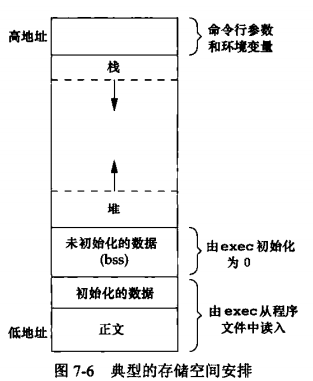 高地址
命令行参数
和环境变量
栈
堆
未初始化的数据
(bss)
由exec初始化
为0
初始化的数据
由exec从程序
文件中读入
正文
低地址
图 7-6 典型的存储空间安排